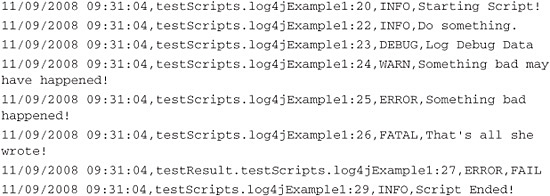 11/09/2008 09:31:04,testScripts.log4jExample1:20,INFO,Starting Script!
11/09/2008 09:31:04,testScripts.log4jExample1:22,INFO,Do something.
11/09/2008 09:31:04,testScripts.log4jExample1:23,DEBUG,Log Debug Data
11/09/2008 09:31:04,testScripts.log4jExample1:24,WARN,Something bad may
have happened!
11/09/2008 09:31:04,testScripts.log4jExample1:25,ERROR,Something bad
happened!
11/09/2008 09:31:04,testScripts.log4jExample1:26,FATAL,That's all she
wrote!
11/09/2008 09:31:04,testResult.testScripts.log4jExample1:27,ERROR,FAIL
11/09/2008 09:31:04,testScripts.log4jExample1:29,INFO,Script Ended!